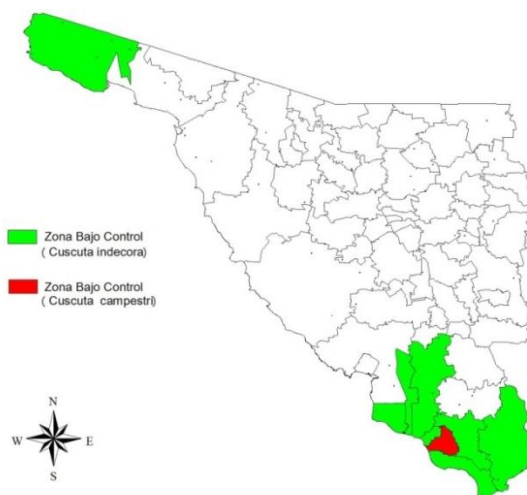 Zona Bajo Control
( Cuscuta indecora)
Zona Bajo Control
( Cuscuta campestri)
N
W E
S